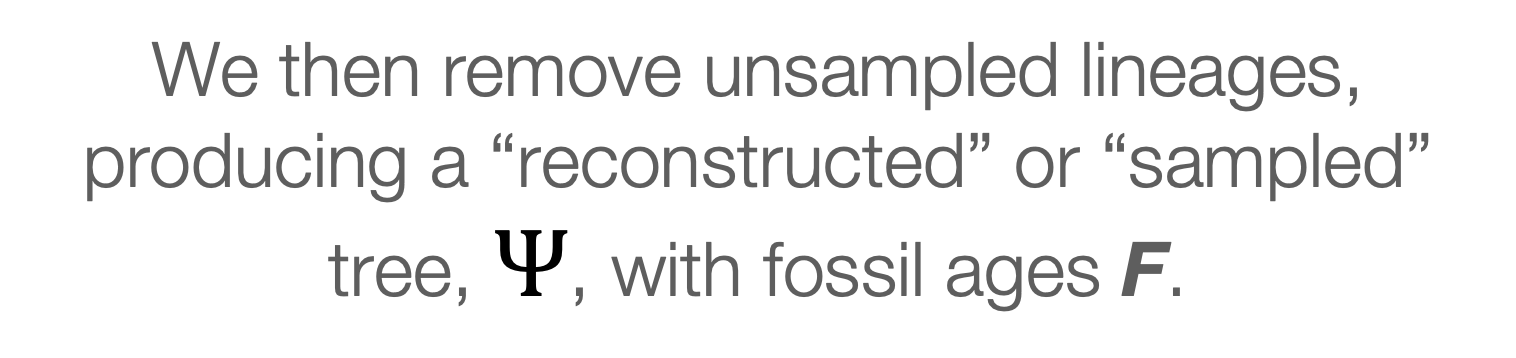 We then remove unsampled lineages,
producing a “reconstructed” or “sampled”
tree, Ψ, with fossil ages F.